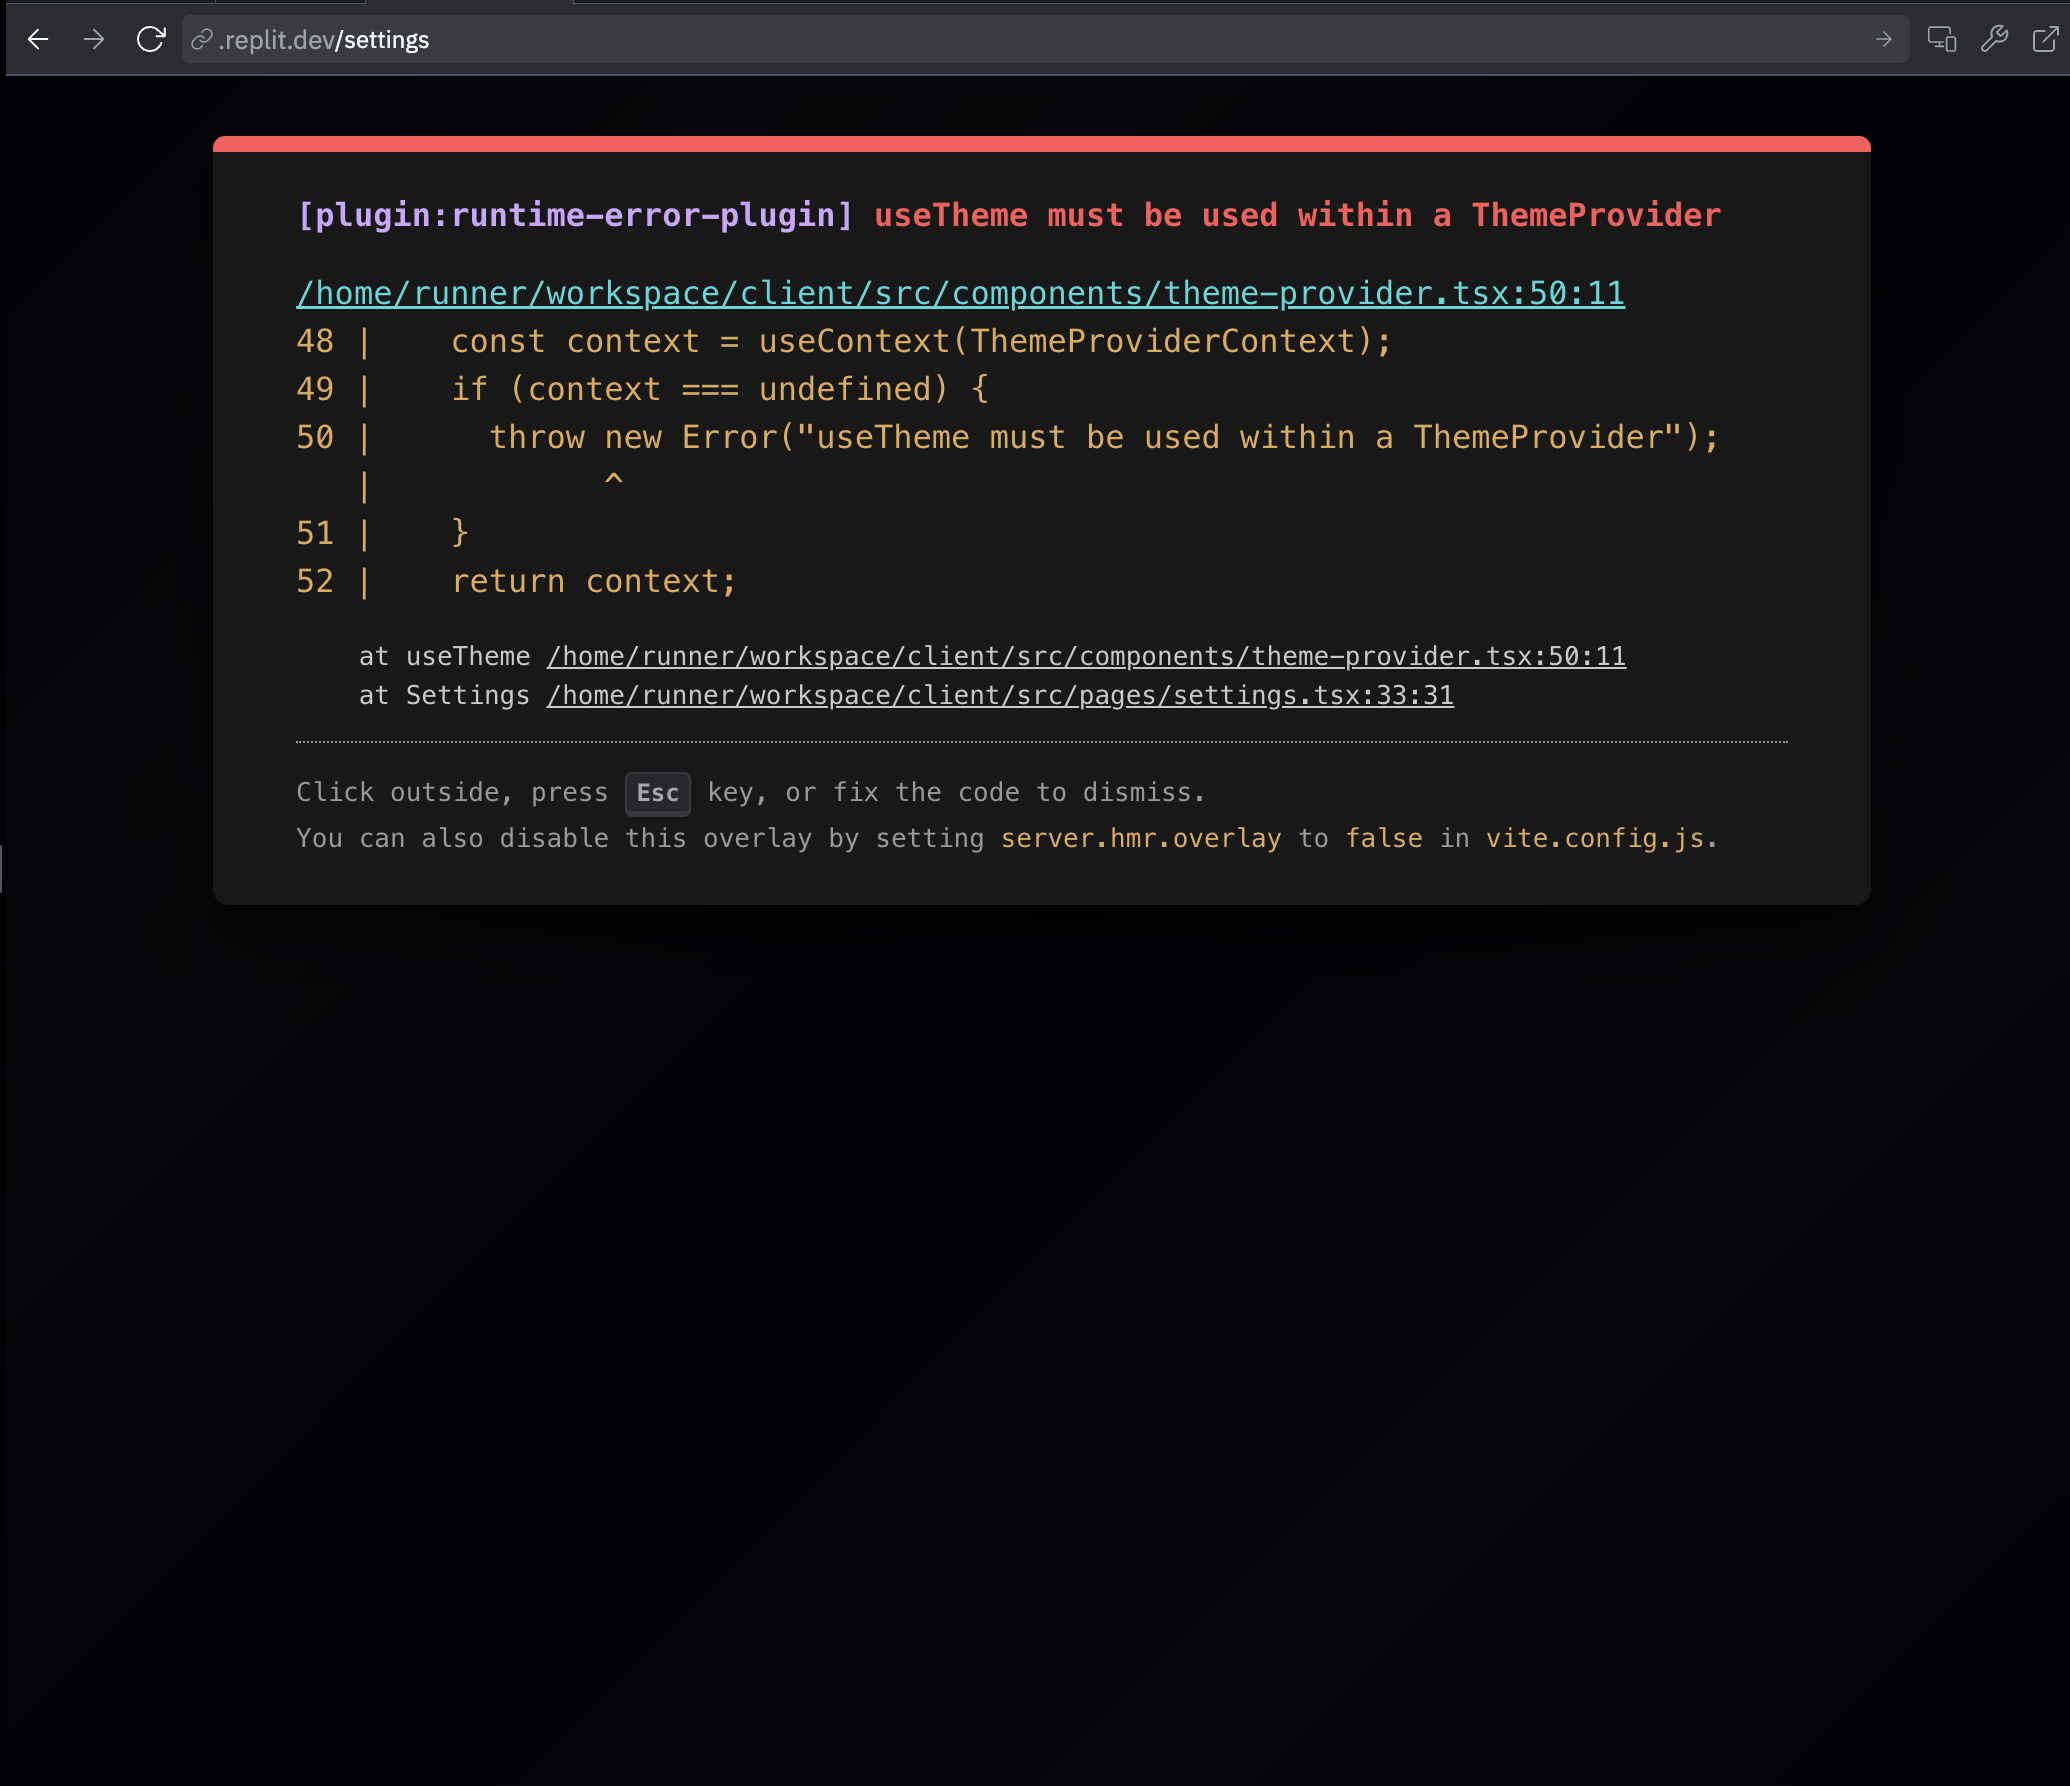 .replit.dev/settings
[plugin:runtime-error-plugin] useTheme must be used within a ThemeProvider
/home/runner/workspace/client/src/components/theme-provider.tsx:50:11
48 |    const context = useContext(ThemeProviderContext);
49 |    if (context === undefined) {
50 |      throw new Error("useTheme must be used within a ThemeProvider");
   |            ^
51 |    }
52 |    return context;
at useTheme /home/runner/workspace/client/src/components/theme-provider.tsx:50:11
at Settings /home/runner/workspace/client/src/pages/settings.tsx:33:31
Click outside, press Esc key, or fix the code to dismiss.
You can also disable this overlay by setting server.hmr.overlay to false in vite.config.js.